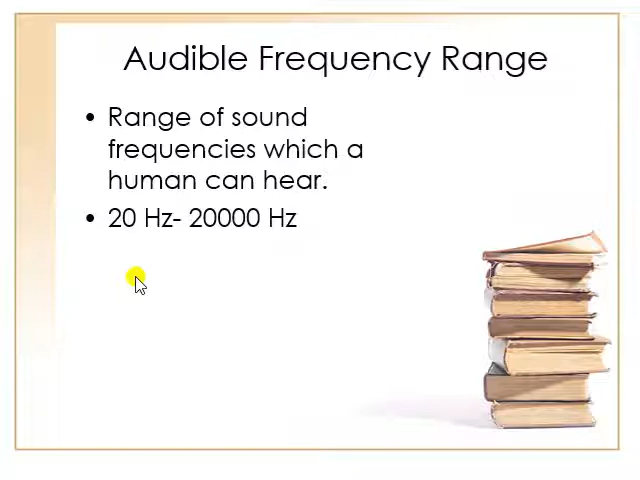 Audible Frequency Range
• Range of sound
frequencies which a
human can hear.
• 20 Hz- 20000 Hz